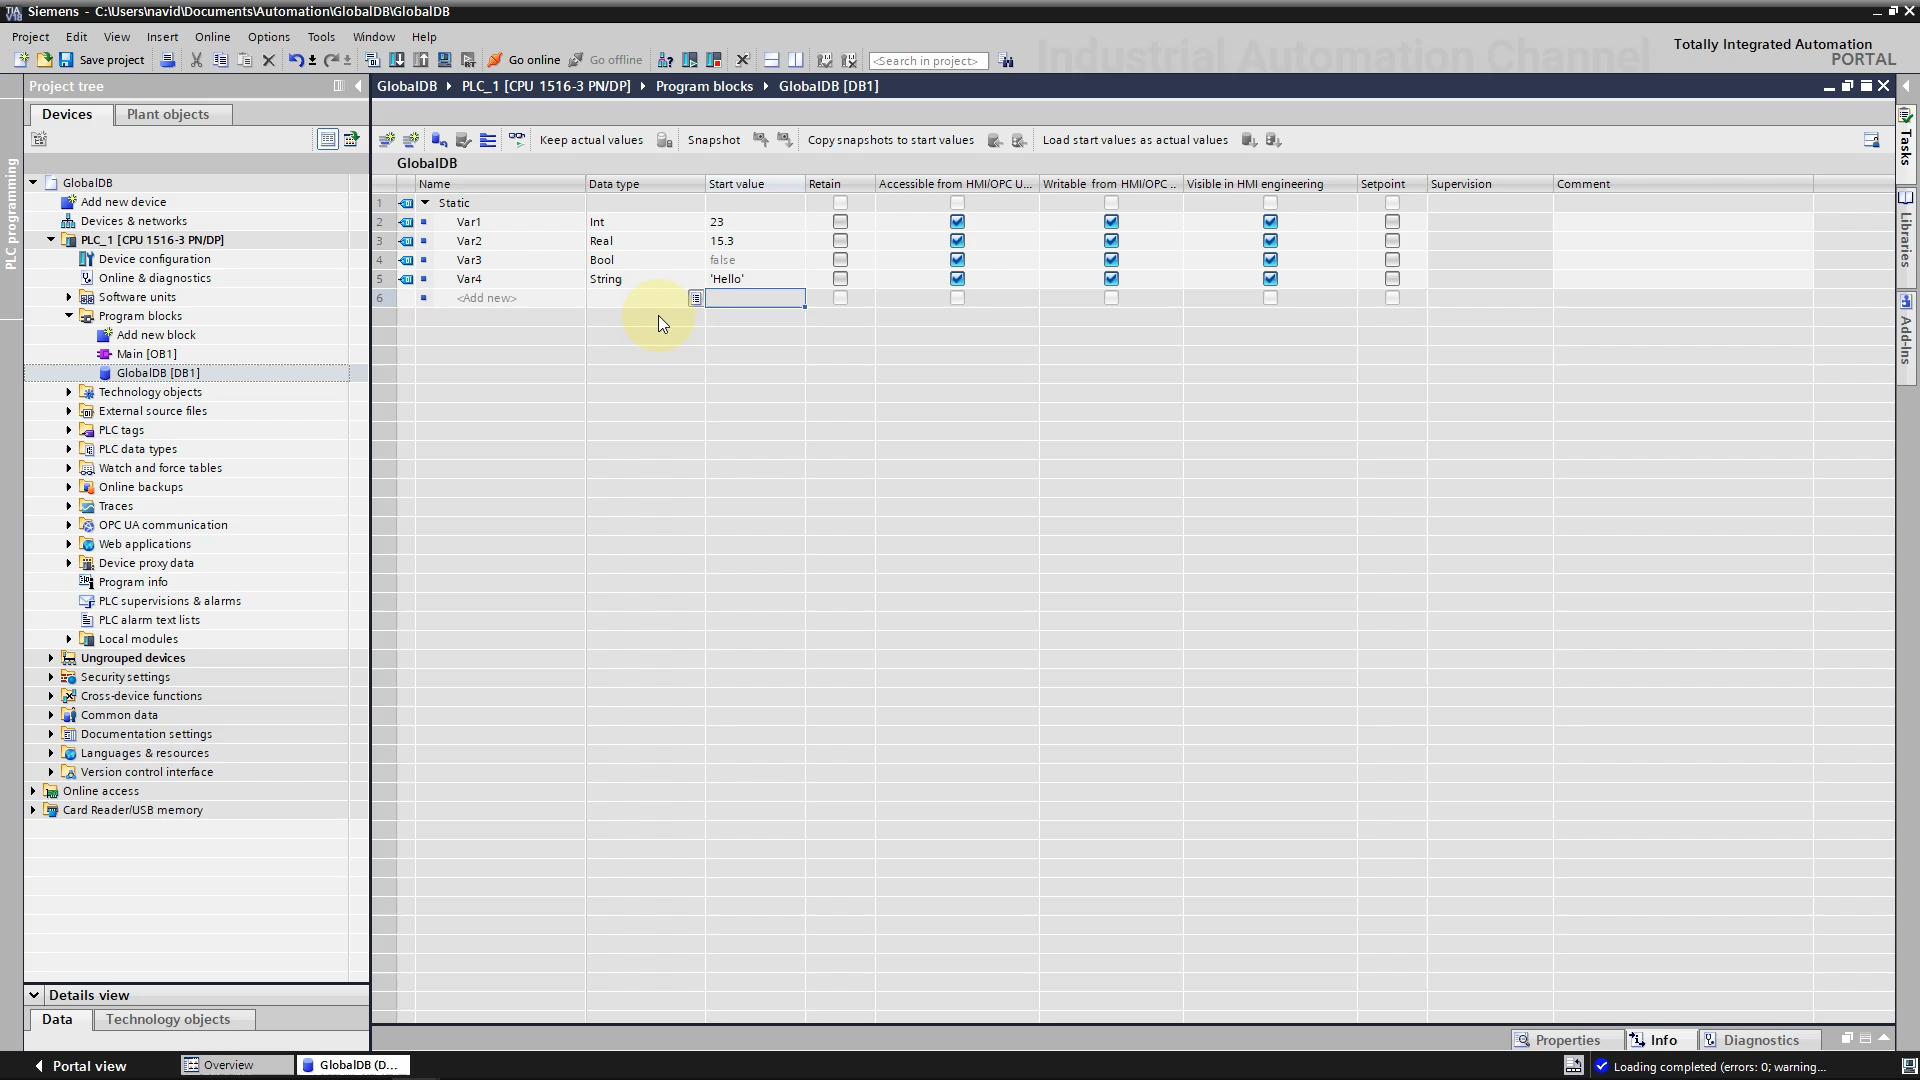 Siemens - C:\Users\navid\Documents\Automation\GlobalDB\GlobalDB
Project Edit View Insert Online Options Tools Window Help
Industrial Automation Channel
Totally Integrated Automation
PORTAL
Save project Go online Go offline <Search in project>
Project tree
GlobalDB PLC_1 [CPU 1516-3 PN/DP] Program blocks GlobalDB [DB1]
Devices Plant objects
Keep actual values Snapshot Copy snapshots to start values Load start values as actual values
GlobalDB
Name Data type Start value Retain Accessible from HMI/OPC U... Writable from HMI/OPC .. Visible in HMI engineering Setpoint Supervision Comment
1 Static
2 Var1 Int 23
3 Var2 Real 15.3
4 Var3 Bool false
5 Var4 String 'Hello'
6 <Add new>
PLC programming
GlobalDB
Add new device
Devices & networks
PLC_1 [CPU 1516-3 PN/DP]
Device configuration
Online & diagnostics
Software units
Program blocks
Add new block
Main [OB1]
GlobalDB [DB1]
Technology objects
External source files
PLC tags
PLC data types
Watch and force tables
Online backups
Traces
OPC UA communication
Web applications
Device proxy data
Program info
PLC supervisions & alarms
PLC alarm text lists
Local modules
Ungrouped devices
Security settings
Cross-device functions
Common data
Documentation settings
Languages & resources
Version control interface
Online access
Card Reader/USB memory
Tasks
Libraries
Add-Ins
Details view
Data Technology objects
Properties Info Diagnostics
Portal view Overview GlobalDB (D... Loading completed (errors: 0; warning...